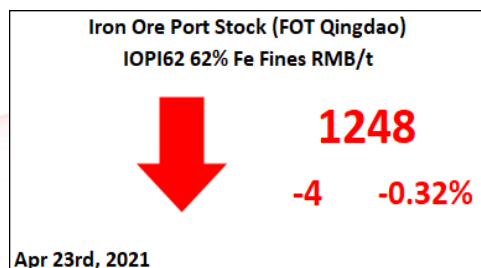 Iron Ore Port Stock (FOT Qingdao)
IOPI62 62% Fe Fines RMB/t
1248
-4 -0.32%
Apr 23rd, 2021